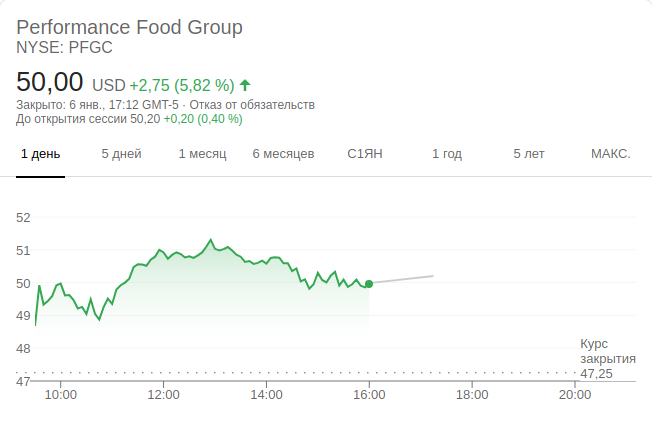 Performance Food Group
NYSE: PFGC
50,00 USD +2,75 (5,82 %)
Закрыто: 6 янв., 17:12 GMT-5 · Отказ от обязательств
До открытия сессии 50,20 +0,20 (0,40 %)
1 день 5 дней 1 месяц 6 месяцев С1ЯН 1 год 5 лет МАКС.
52
51
50
49
48
Курс
закрытия
47,25
47
10:00 12:00 14:00 16:00 18:00 20:00